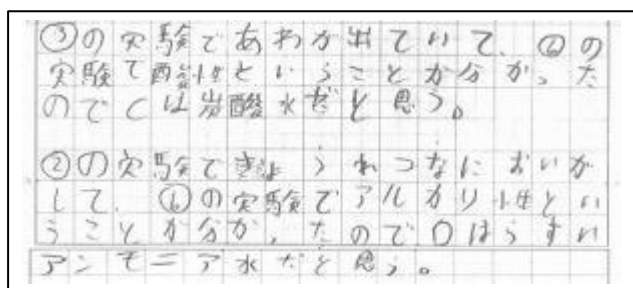 ③の実験であわが出ていて、⑥の
実験で酸性ということが分かった
のでCは炭酸水だと思う。
②の実験できょうれつなにおいが
して、⑥の実験でアルカリ性とい
うことが分かったのでDはうすい
アンモニア水だと思う。